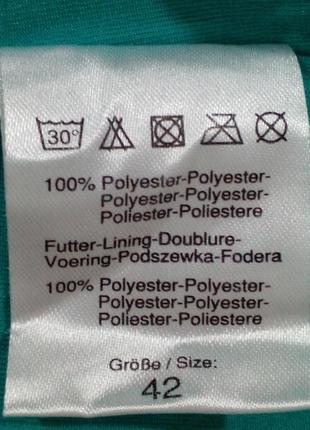 30°
100% Polyester-Polyester-
Polyester-Polyester-
Poliester-Poliestere
Futter-Lining-Doublure-
Voering-Podszewka-Fodera
100% Polyester-Polyester-
Polyester-Polyester-
Poliester-Poliestere
Größe / Size:
42